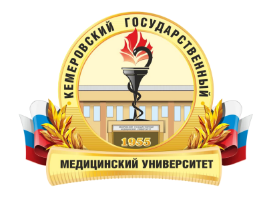 КЕМЕРОВСКИЙ ГОСУДАРСТВЕННЫЙ
1955
МЕДИЦИНСКИЙ УНИВЕРСИТЕТ